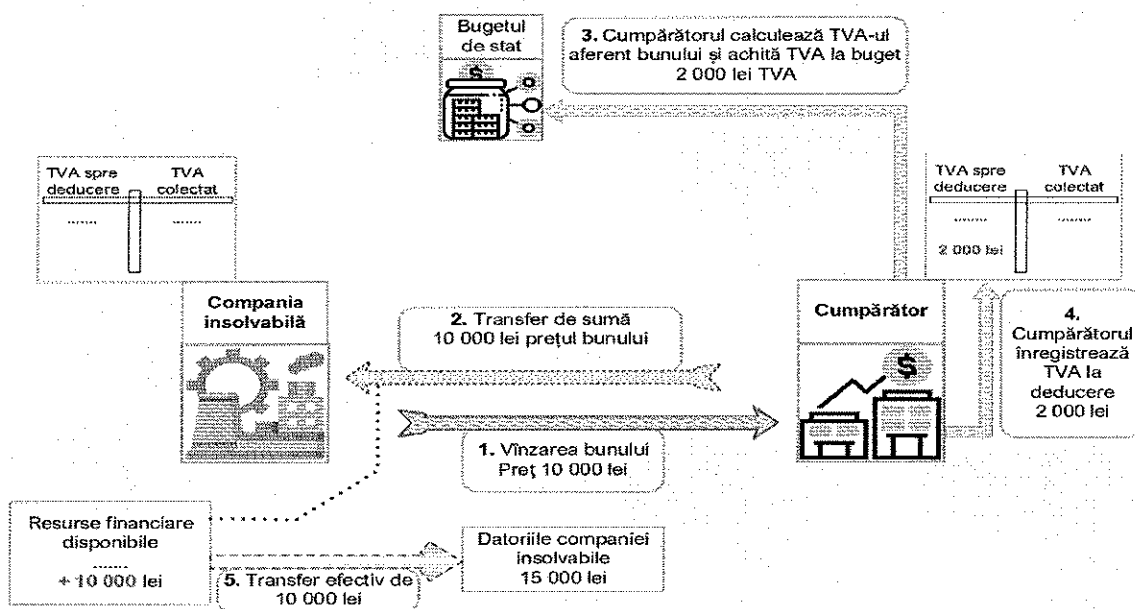 Bugetul
de stat
3. Cumpărătorul calculează TVA-ul
aferent bunului și achită TVA la buget
2 000 lei TVA
TVA spre
deducere
TVA
colectat
........
........
TVA spre
deducere
TVA
colectat
........
........
2 000 lei
Compania
insolvabilă
2. Transfer de sumă
10 000 lei prețul bunului
Cumpărător
4.
Cumpărătorul
înregistrează
TVA la
deducere
2 000 lei
1. Vînzarea bunului
Preț 10 000 lei
Resurse financiare
disponibile
........
+ 10 000 lei
5. Transfer efectiv de
10 000 lei
Datoriile companiei
insolvabile
15 000 lei